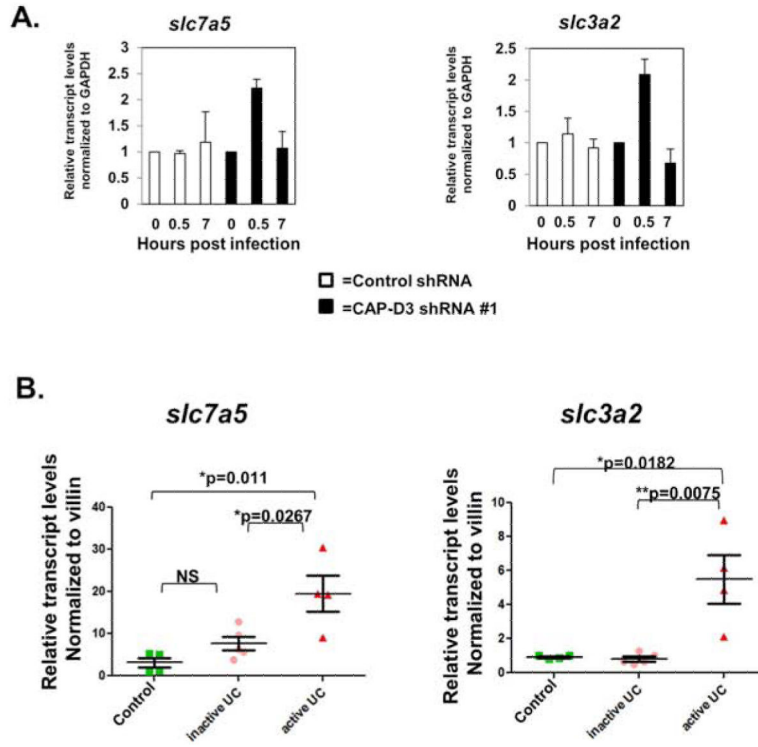 A.
slc7a5
slc3a2
Relative transcript levels
normalized to GAPDH
3
2.5
2
1.5
1
0.5
0
0 0.5 7 0 0.5 7
Hours post infection
Relative transcript levels
normalized to GAPDH
2.5
2
1.5
1
0.5
0
0 0.5 7 0 0.5 7
Hours post infection
=Control shRNA
=CAP-D3 shRNA #1
B.
slc7a5
slc3a2
Relative transcript levels
Normalized to villin
40
30
20
10
0
*p=0.011
*p=0.0267
NS
Control
inactive UC
active UC
Relative transcript levels
Normalized to villin
10
8
6
4
2
0
*p=0.0182
**p=0.0075
Control
inactive UC
active UC